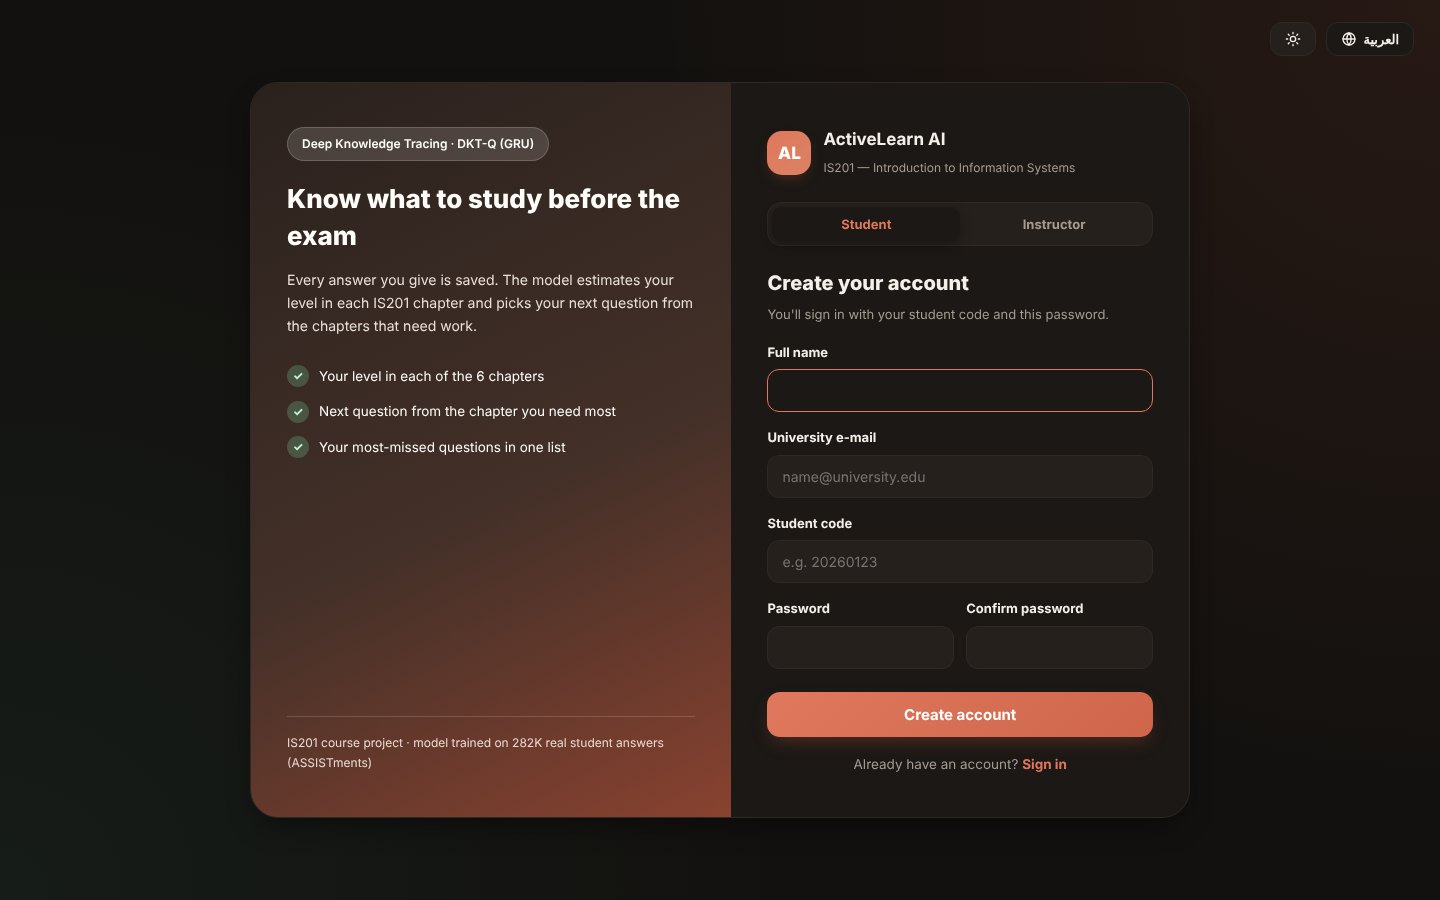 العربية
Deep Knowledge Tracing · DKT-Q (GRU)
Know what to study before the
exam
Every answer you give is saved. The model estimates your
level in each IS201 chapter and picks your next question from
the chapters that need work.
Your level in each of the 6 chapters
Next question from the chapter you need most
Your most-missed questions in one list
IS201 course project · model trained on 282K real student answers
(ASSISTments)
AL
ActiveLearn AI
IS201 — Introduction to Information Systems
Student
Instructor
Create your account
You'll sign in with your student code and this password.
Full name
University e-mail
name@university.edu
Student code
e.g. 20260123
Password
Confirm password
Create account
Already have an account? Sign in